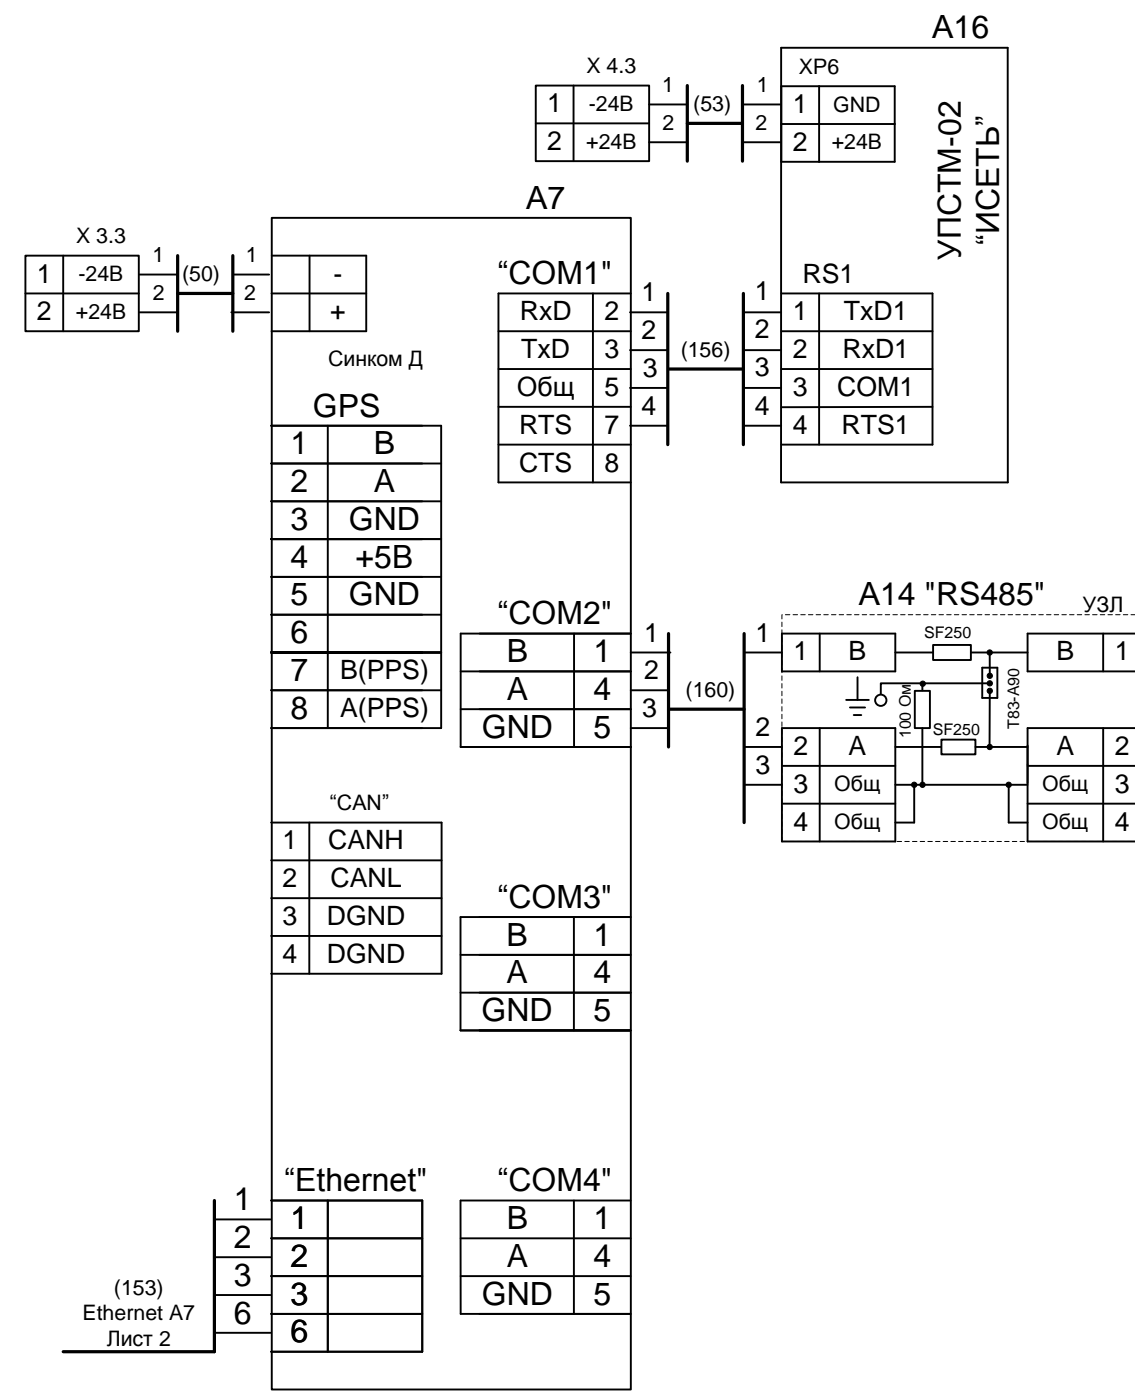 A16
X 4.3
1 -24В 1
2 +24В 2
(53)
XP6
1 1 GND
2 2 +24В
УПСТМ-02
“ИСЕТЬ”
A7
X 3.3
1 -24В 1
2 +24В 2
(50)
1 -
2 +
Синком Д
“COM1"
RxD 2 1
TxD 3 2
Общ 5 3
RTS 7 4
CTS 8
(156)
RS1
1 1 TxD1
2 2 RxD1
3 3 COM1
4 4 RTS1
GPS
1 B
2 A
3 GND
4 +5В
5 GND
6
7 B(PPS)
8 A(PPS)
“COM2"
B 1 1
A 4 2
GND 5 3
(160)
A14 "RS485"
УЗЛ
1 1 B SF250 B 1
100 Ом
T83-A90
SF250
2 2 A A 2
3 3 Общ Общ 3
4 Общ Общ 4
“CAN”
1 CANH
2 CANL
3 DGND
4 DGND
“COM3"
B 1
A 4
GND 5
“Ethernet"
1 1
2 2
3 3
6 6
(153)
Ethernet A7
Лист 2
“COM4"
B 1
A 4
GND 5